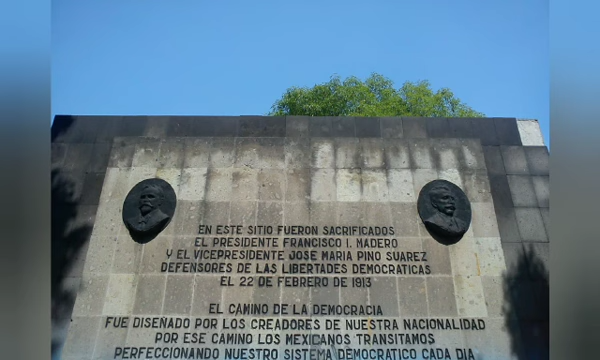 EN ESTE SITIO FUERON SACRIFICADOS
EL PRESIDENTE FRANCISCO I. MADERO
Y EL VICEPRESIDENTE JOSE MARIA PINO SUAREZ
DEFENSORES DE LAS LIBERTADES DEMOCRATICAS
EL 22 DE FEBRERO DE 1913
EL CAMINO DE LA DEMOCRACIA
FUE DISEÑADO POR LOS CREADORES DE NUESTRA NACIONALIDAD
POR ESE CAMINO LOS MEXICANOS TRANSITAMOS
PERFECCIONANDO NUESTRO SISTEMA DEMOCRATICO CADA DIA